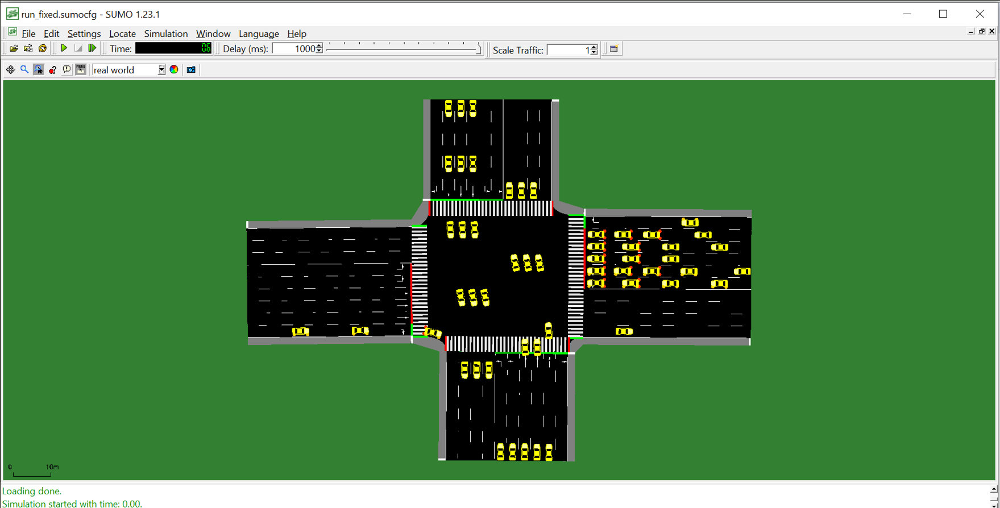 run_fixed.sumocfg - SUMO 1.23.1
File Edit Settings Locate Simulation Window Language Help
Time: Delay (ms): 1000 Scale Traffic: 1
MENU
real world
0 10m
Loading done.
Simulation started with time: 0.00.